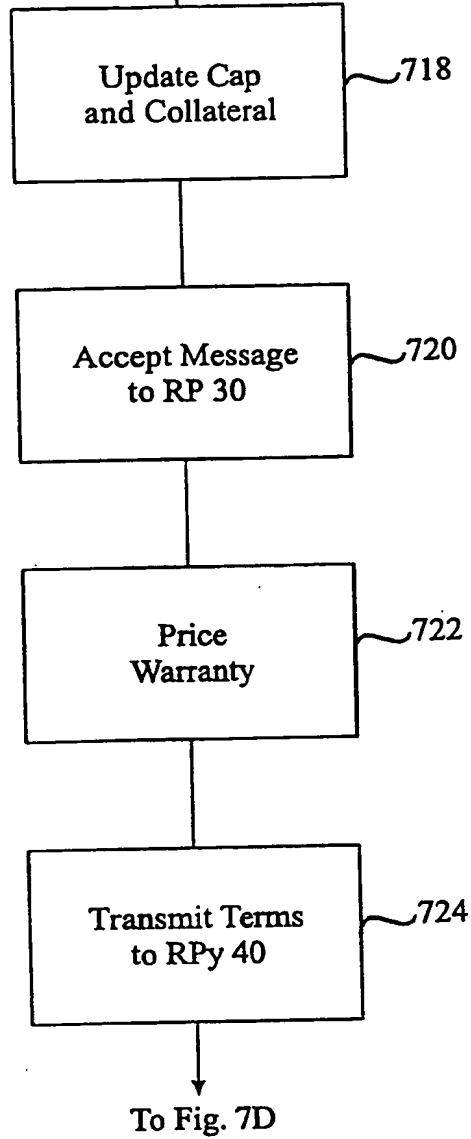 Update Cap
and Collateral
718
Accept Message
to RP 30
720
Price
Warranty
722
Transmit Terms
to RPy 40
724
To Fig. 7D